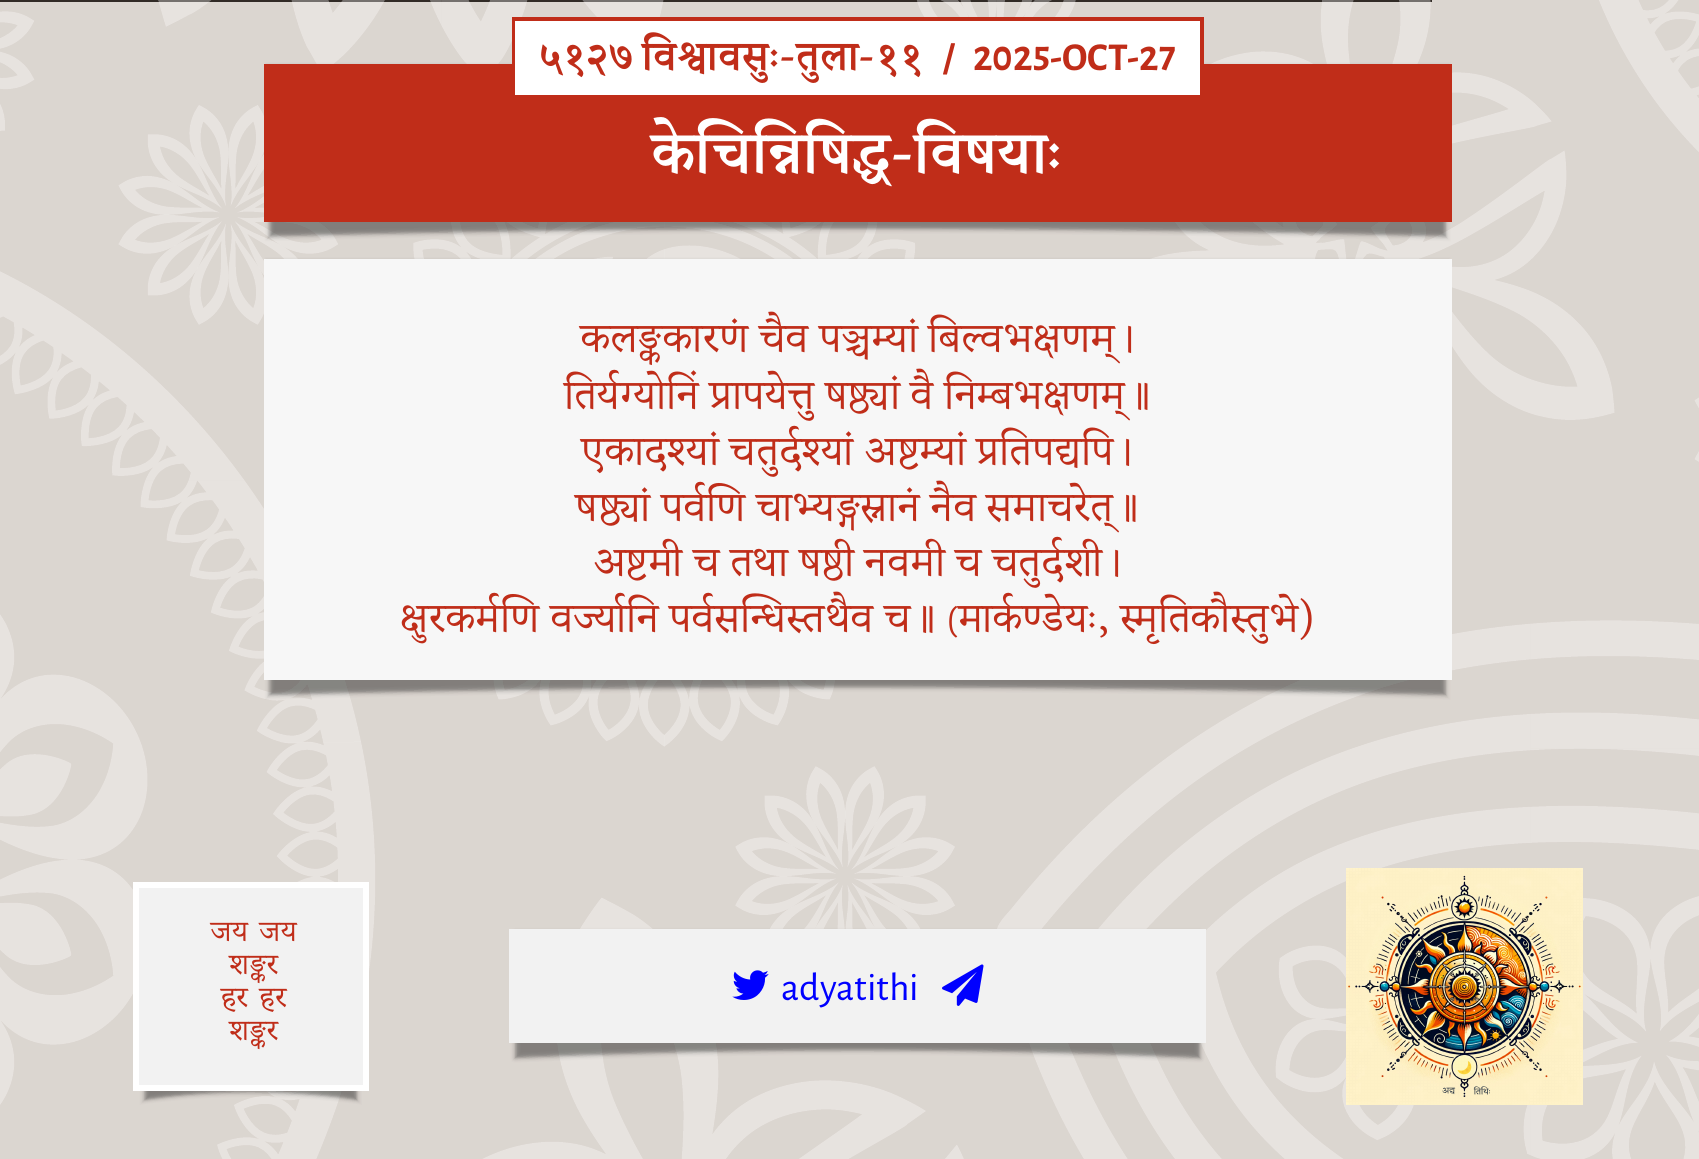 ५१२७ विश्वावसुः-तुला-११ / 2025-OCT-27
केचिन्निषिद्ध-विषयाः
कलङ्ककारणं चैव पञ्चम्यां बिल्वभक्षणम्।
तिर्यग्योनिं प्रापयेत्तु षष्ठ्यां वै निम्बभक्षणम्॥
एकादश्यां चतुर्दश्यां अष्टम्यां प्रतिपद्यपि।
षष्ठ्यां पर्वणि चाभ्यङ्गस्नानं नैव समाचरेत्॥
अष्टमी च तथा षष्ठी नवमी च चतुर्दशी।
क्षुरकर्मणि वर्ज्यानि पर्वसन्धिस्तथैव च॥ (मार्कण्डेयः, स्मृतिकौस्तुभे)
जय जय
शङ्कर
हर हर
शङ्कर
adyatithi
अद्य तिथिः